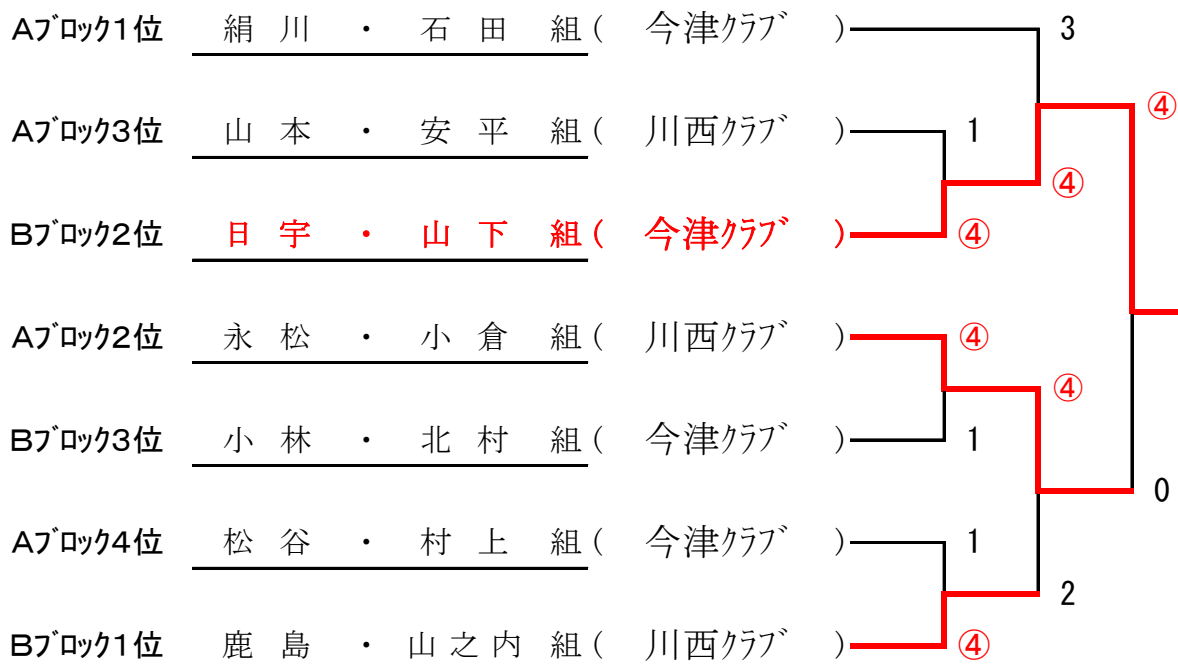 Aブロック1位 絹川・石田 組( 今津クラブ ) 3
④
Aブロック3位 山本・安平 組( 川西クラブ ) 1
④
Bブロック2位 日宇・山下 組( 今津クラブ ) ④
Aブロック2位 永松・小倉 組( 川西クラブ ) ④
④
Bブロック3位 小林・北村 組( 今津クラブ ) 1
0
Aブロック4位 松谷・村上 組( 今津クラブ ) 1
2
Bブロック1位 鹿島・山之内 組( 川西クラブ ) ④